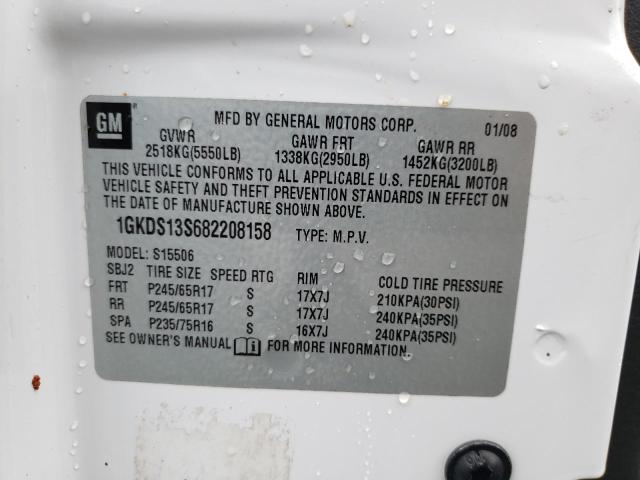 GM
MFD BY GENERAL MOTORS CORP. 01/08
GVWR GAWR FRT GAWR RR
2518KG(5550LB) 1338KG(2950LB) 1452KG(3200LB)
THIS VEHICLE CONFORMS TO ALL APPLICABLE U.S. FEDERAL MOTOR
VEHICLE SAFETY AND THEFT PREVENTION STANDARDS IN EFFECT ON
THE DATE OF MANUFACTURE SHOWN ABOVE.
1GKDS13S682208158 TYPE: M.P.V.
MODEL: S15506
SBJ2 TIRE SIZE SPEED RTG RIM COLD TIRE PRESSURE
FRT P245/65R17 S 17X7J 210KPA(30PSI)
RR P245/65R17 S 17X7J 240KPA(35PSI)
SPA P235/75R16 S 16X7J 240KPA(35PSI)
SEE OWNER'S MANUAL FOR MORE INFORMATION.